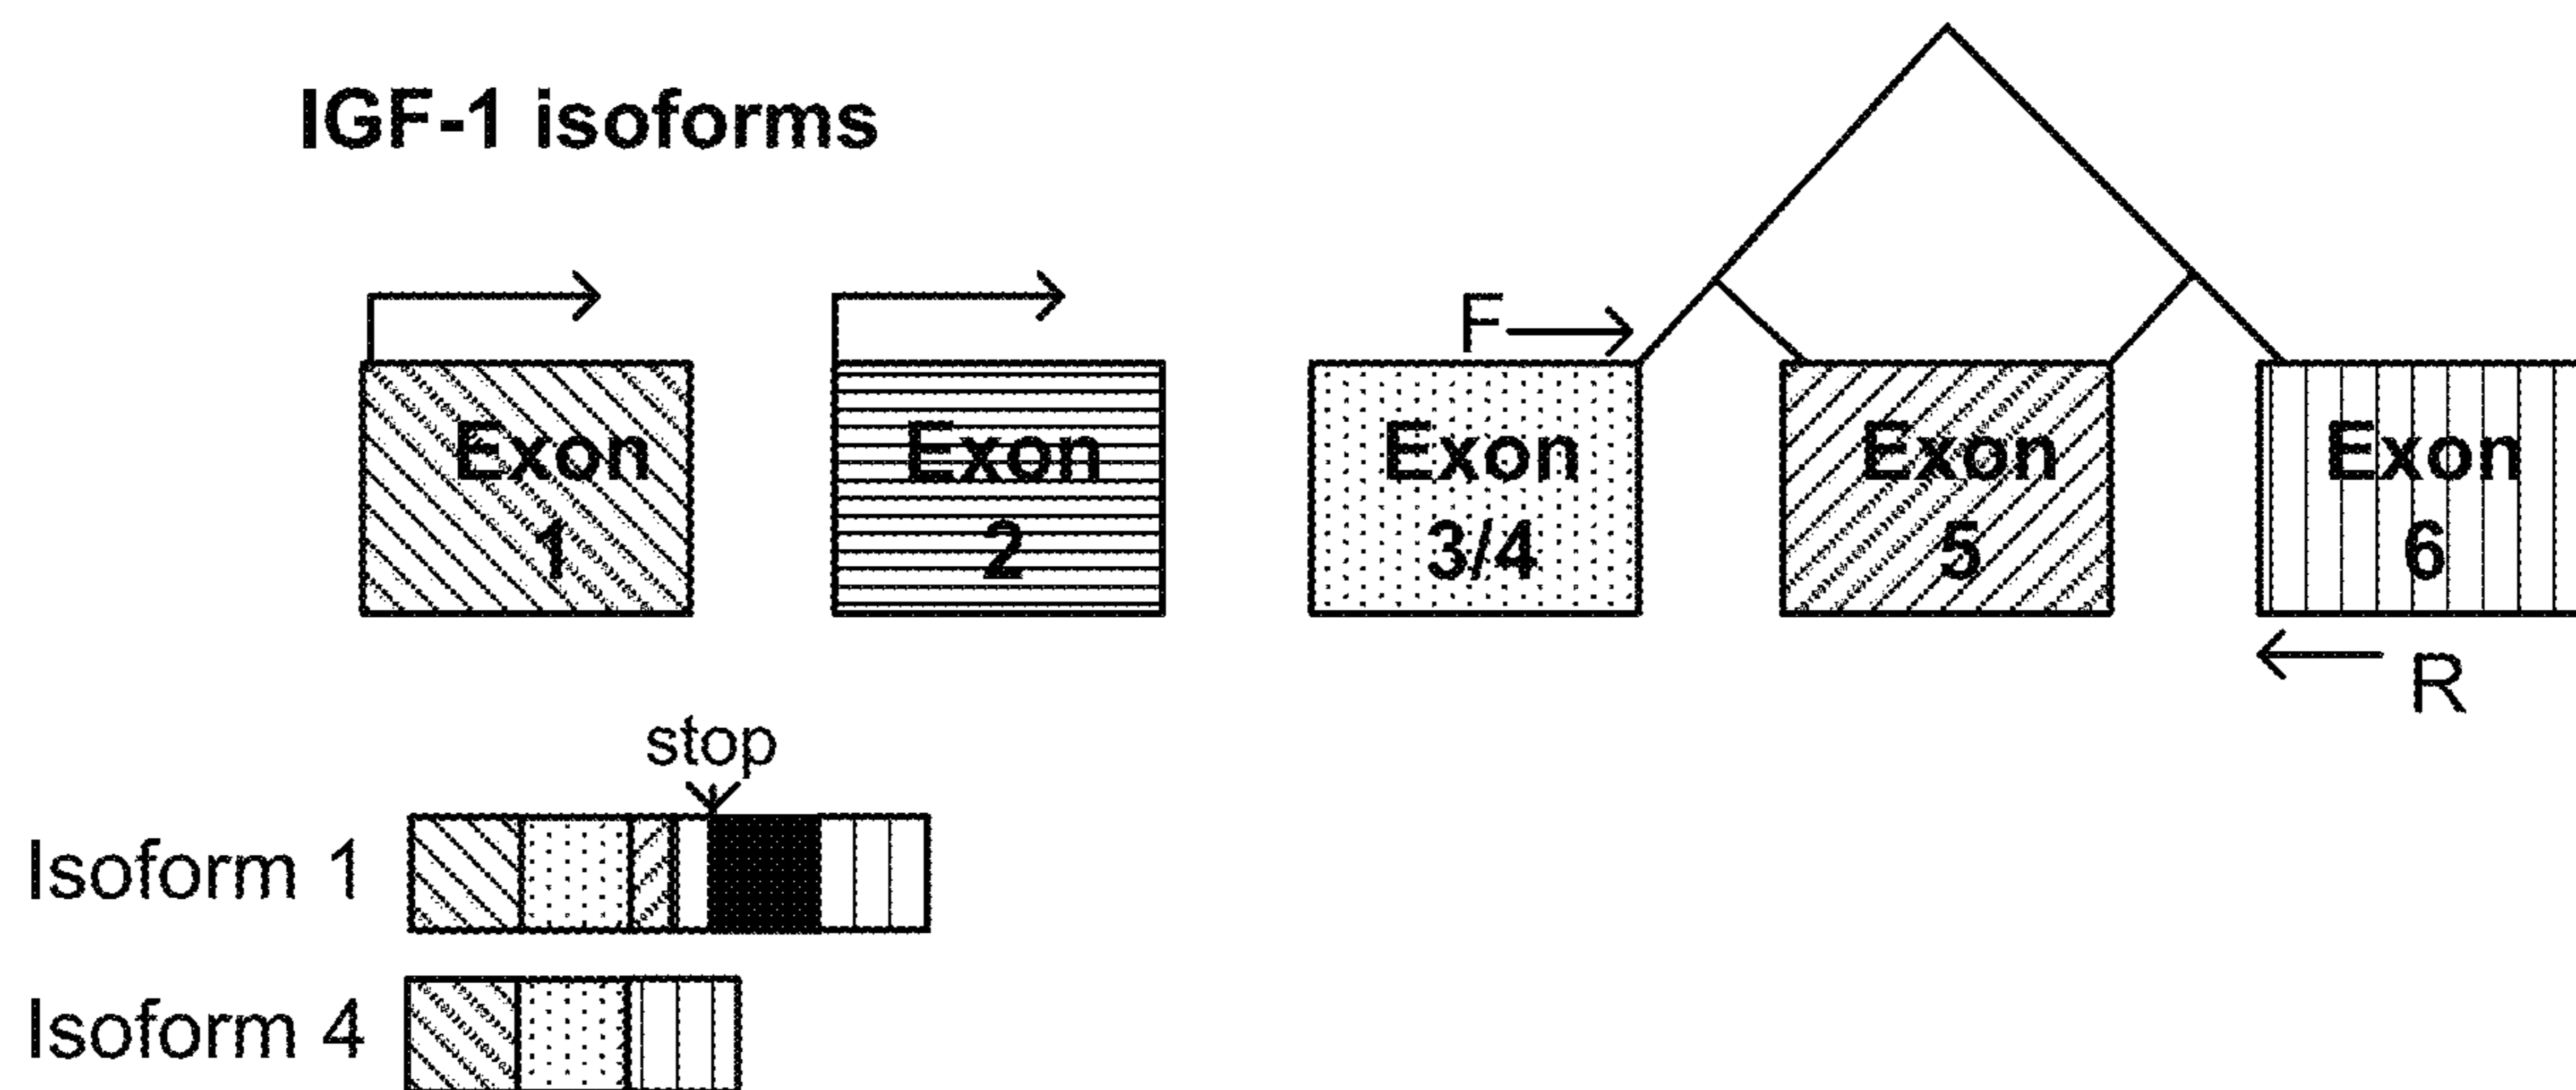 IGF-1 isoforms
F
Exon
1
Exon
2
Exon
3/4
Exon
5
Exon
6
R
stop
Isoform 1
Isoform 4